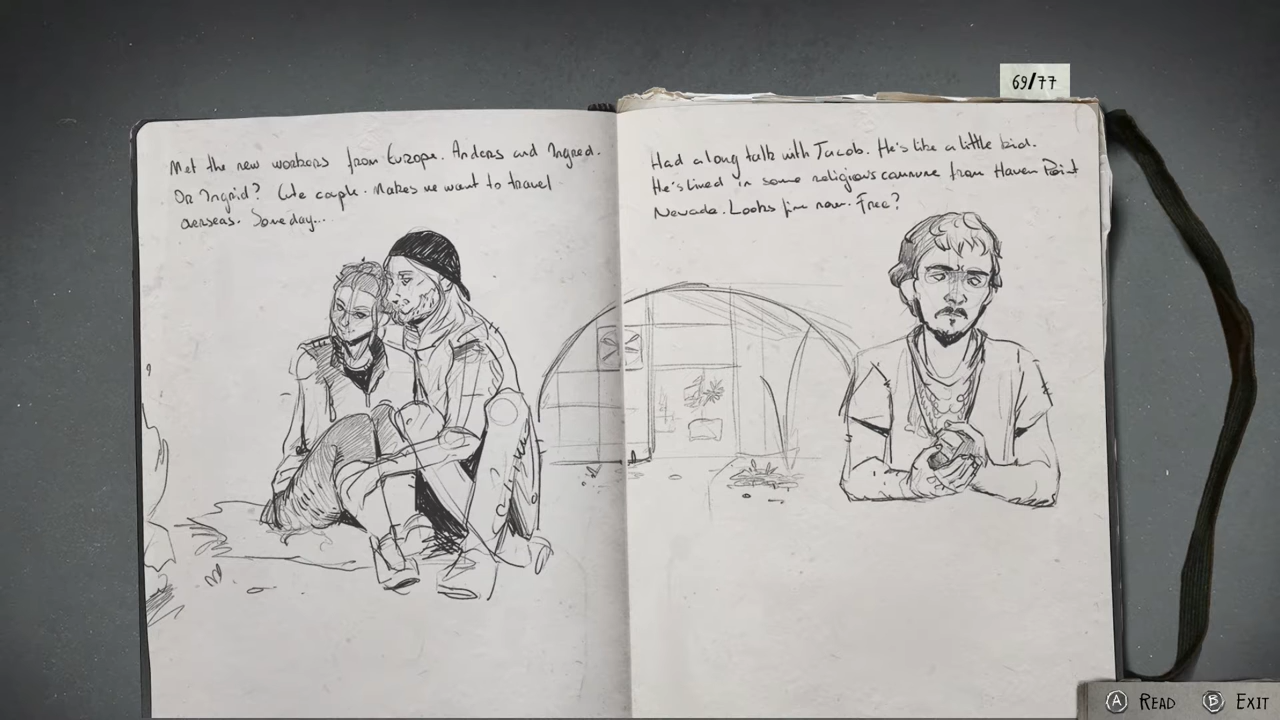 69/77
Met the new workers from Europe. Anders and Ingred.
Or Ingrid? Cute couple. Makes me want to travel
overseas. Someday...
Had a long talk with Jacob. He's like a little kid.
He's lived in some religious commune from Haven Point
Nevada. Looks fine now. Free?
A READ B EXIT